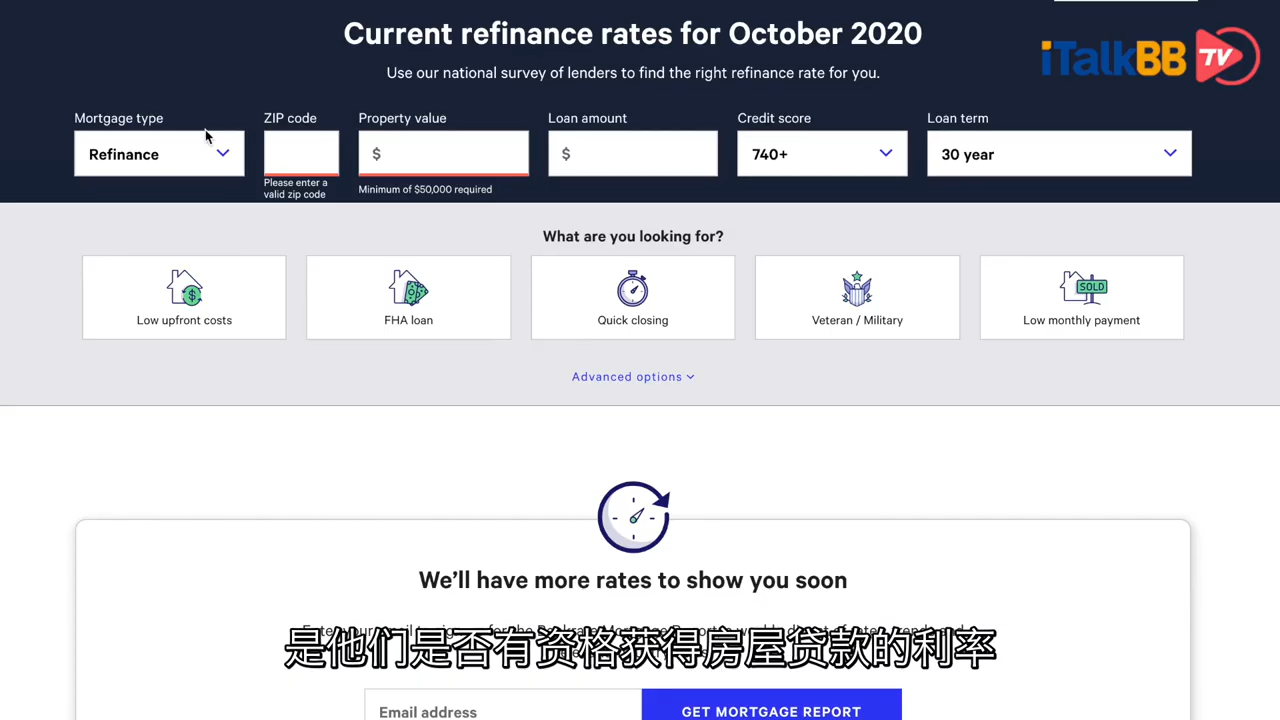 Current refinance rates for October 2020
iTalkBB TV
Use our national survey of lenders to find the right refinance rate for you.
Mortgage type
ZIP code
Property value
Loan amount
Credit score
Loan term
Refinance
$
$
740+
30 year
Please enter a
valid zip code
Minimum of $50,000 required
What are you looking for?
SOLD
Low upfront costs
FHA loan
Quick closing
Veteran / Military
Low monthly payment
Advanced options
We'll have more rates to show you soon
是他们是否有资格获得房屋贷款的利率
Email address
GET MORTGAGE REPORT